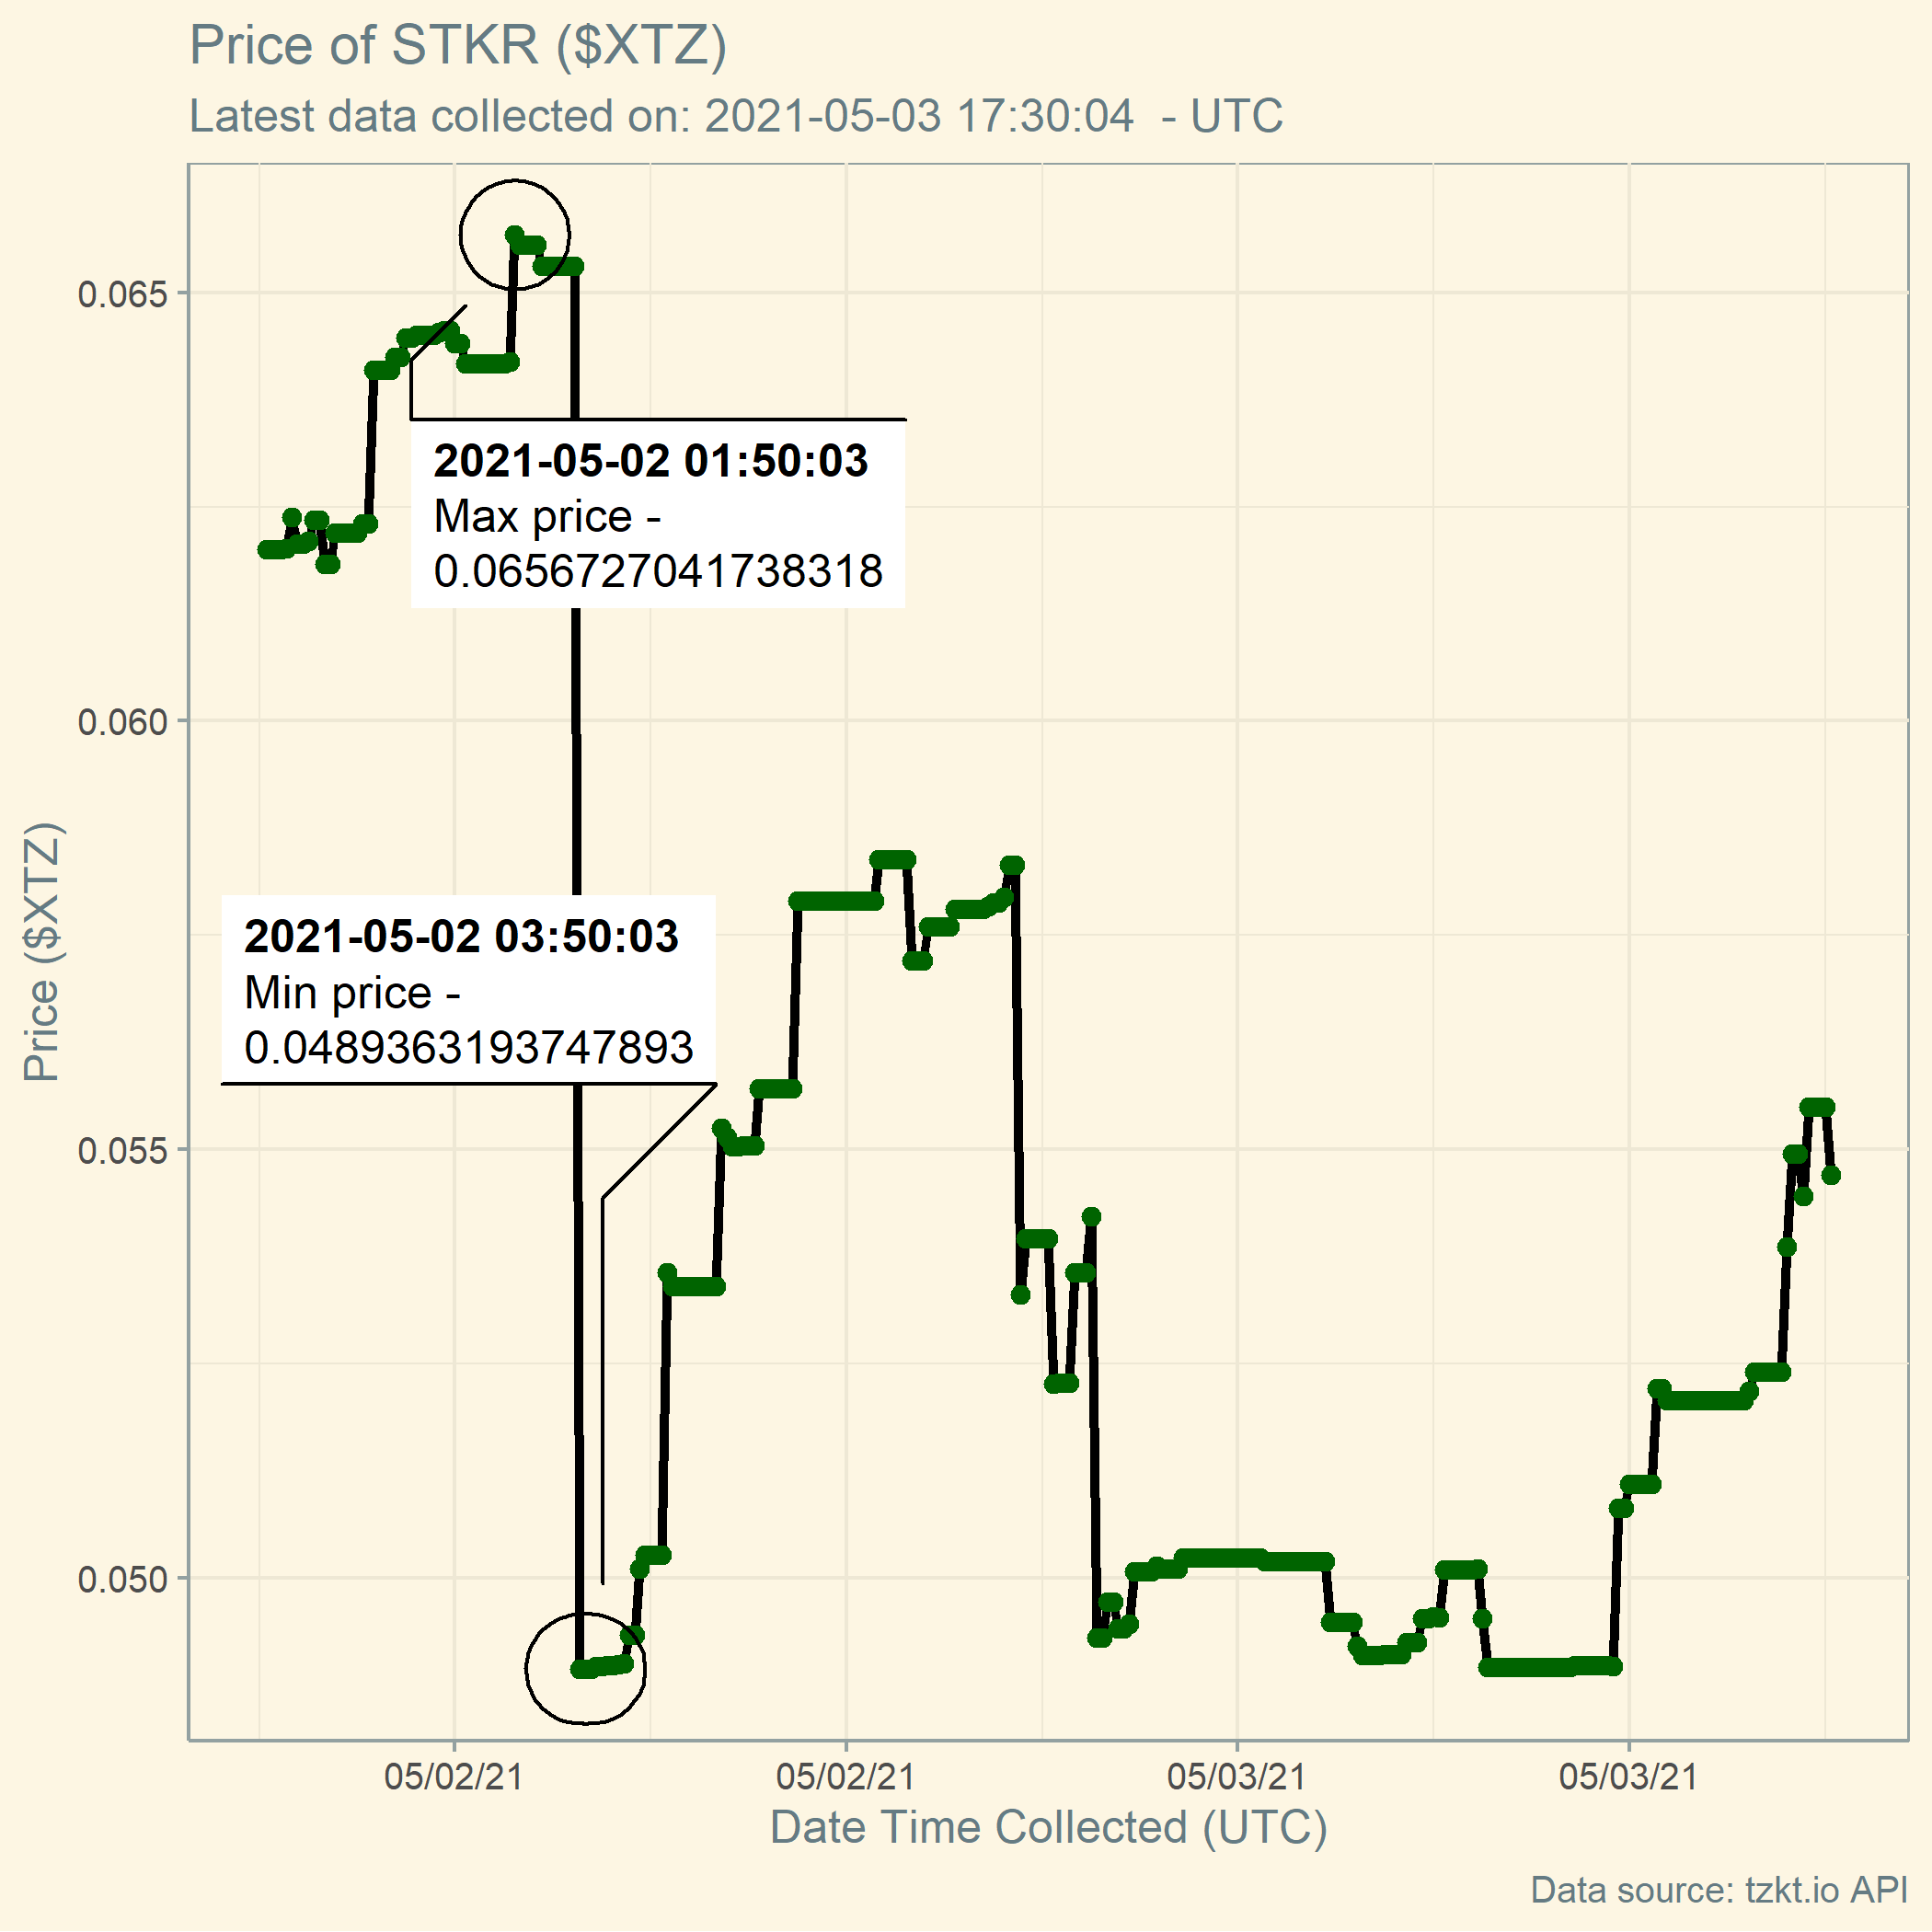 Price of STKR ($XTZ)
Latest data collected on: 2021-05-03 17:30:04  - UTC
0.065
0.060
0.055
0.050
Price ($XTZ)
2021-05-02 01:50:03
Max price -
0.0656727041738318
2021-05-02 03:50:03
Min price -
0.0489363193747893
05/02/21
05/02/21
05/03/21
05/03/21
Date Time Collected (UTC)
Data source: tzkt.io API